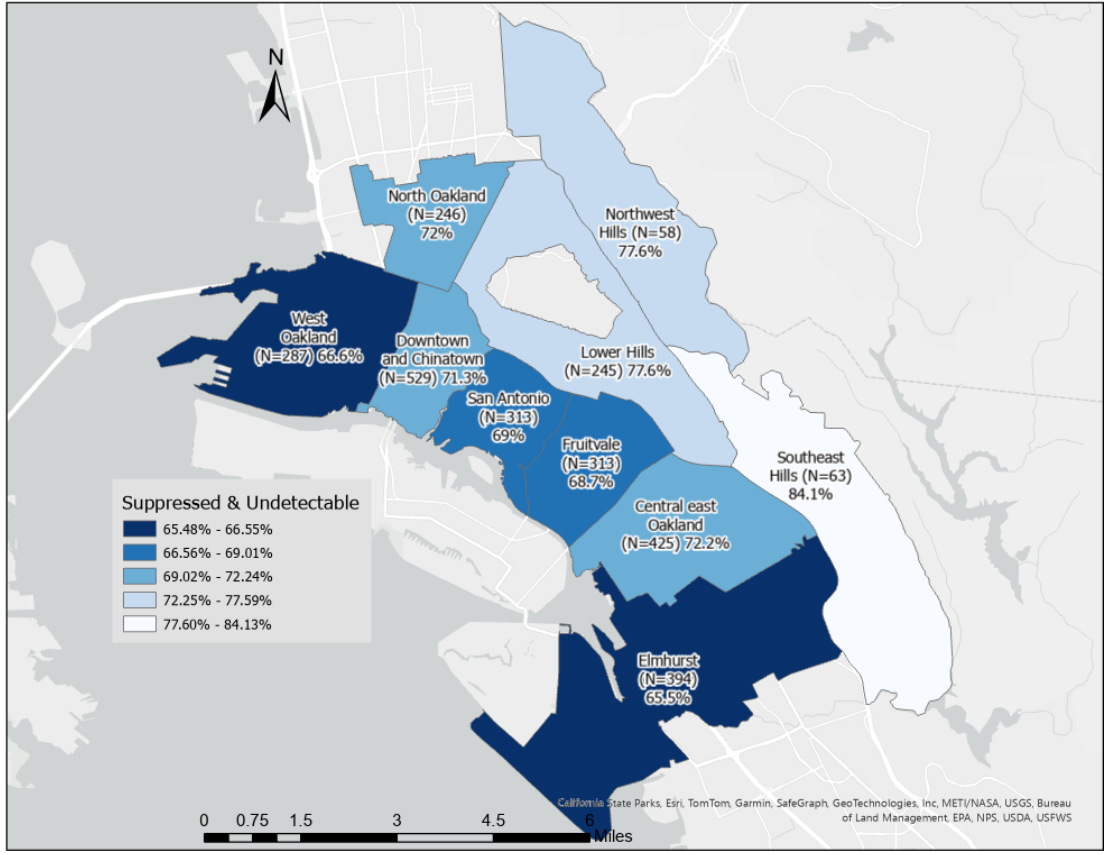 N
North Oakland
(N=246)
72%
Northwest
Hills (N=58)
77.6%
West
Oakland
(N=287) 66.6%
Downtown
and Chinatown
(N=529) 71.3%
Lower Hills
(N=245) 77.6%
San Antonio
(N=313)
69%
Fruitvale
(N=313)
68.7%
Southeast
Hills (N=63)
84.1%
Central east
Oakland
(N=425) 72.2%
Elmhurst
(N=394)
65.5%
Suppressed & Undetectable
65.48% - 66.55%
66.56% - 69.01%
69.02% - 72.24%
72.25% - 77.59%
77.60% - 84.13%
California State Parks, Esri, TomTom, Garmin, SafeGraph, GeoTechnologies, Inc, METI/NASA, USGS, Bureau
of Land Management, EPA, NPS, USDA, USFWS
0 0.75 1.5 3 4.5 6
Miles